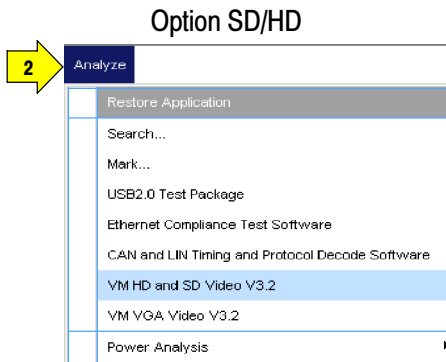 Option SD/HD
2
Analyze
Restore Application
Search...
Mark...
USB2.0 Test Package
Ethernet Compliance Test Software
CAN and LIN Timing and Protocol Decode Software
VM HD and SD Video V3.2
VM VGA Video V3.2
Power Analysis